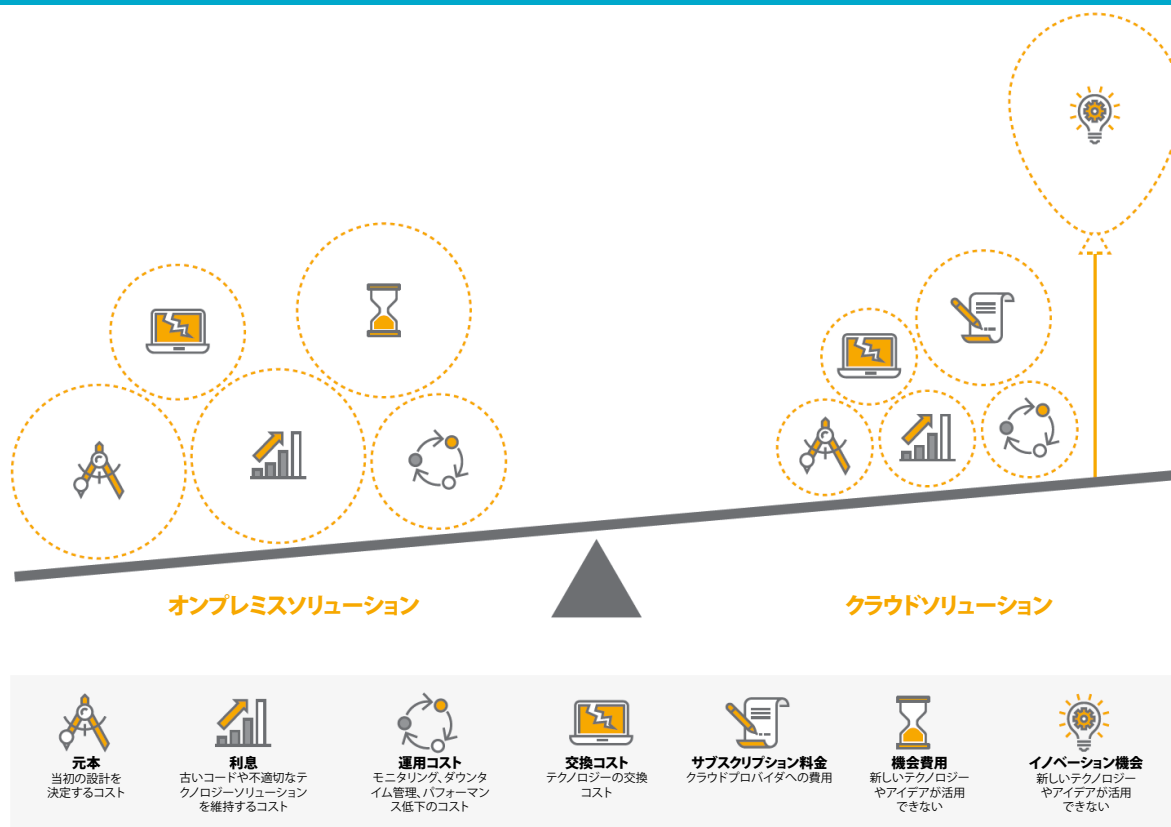 オンプレミスソリューション
クラウドソリューション
元本
当初の設計を
決定するコスト
利息
古いコードや不適切なテ
クノロジーソリューション
を維持するコスト
運用コスト
モニタリング、ダウンタ
イム管理、パフォーマン
ス低下のコスト
交換コスト
テクノロジーの交換
コスト
サブスクリプション料金
クラウドプロバイダへの費用
機会費用
新しいテクノロジー
やアイデアが活用
できない
イノベーション機会
新しいテクノロジー
やアイデアが活用
できない